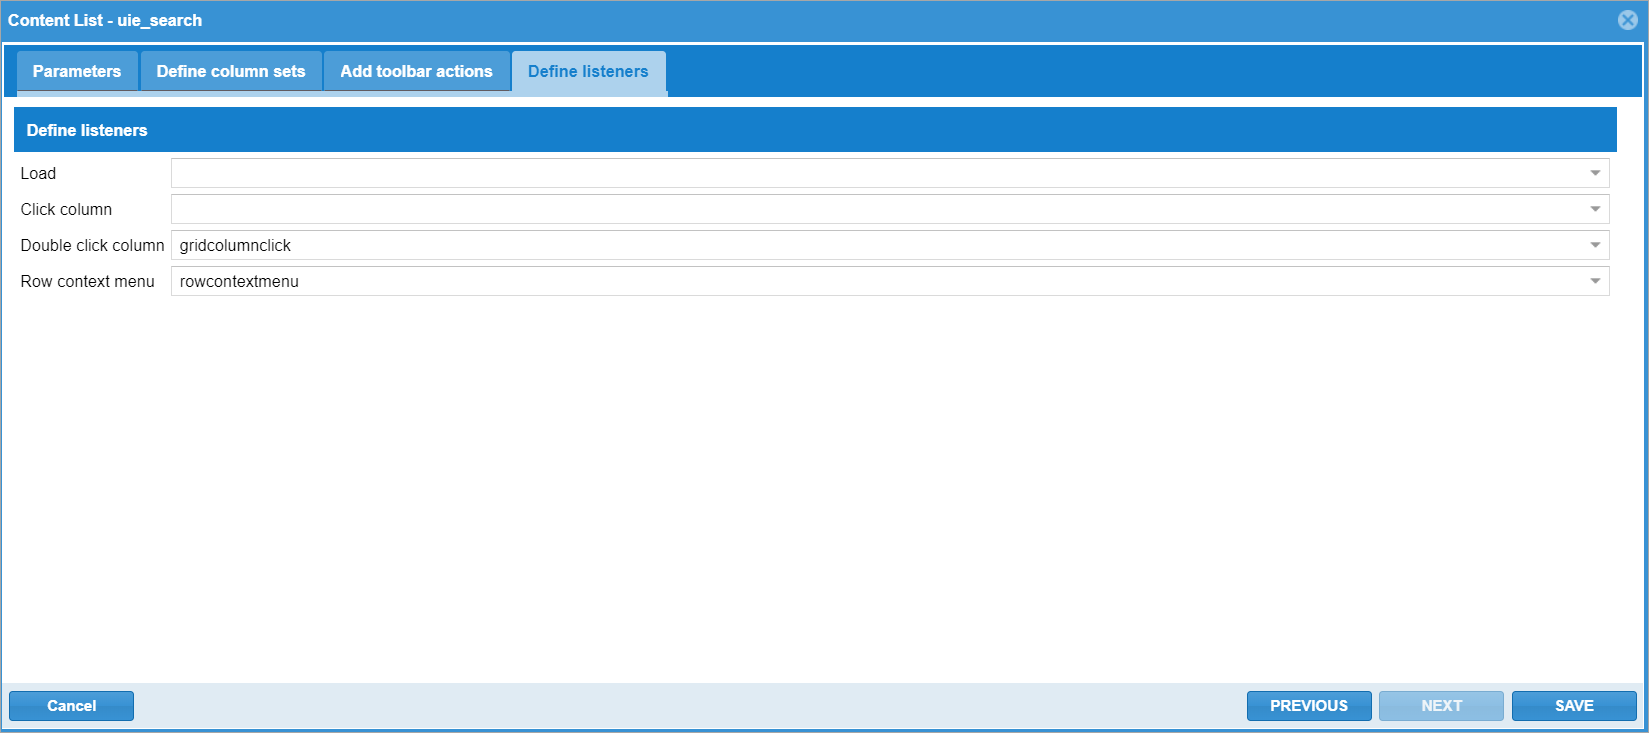 Content List - uie_search
Parameters Define column sets Add toolbar actions Define listeners
Define listeners
Load
Click column
Double click column gridcolumnclick
Row context menu rowcontextmenu
Cancel PREVIOUS NEXT SAVE